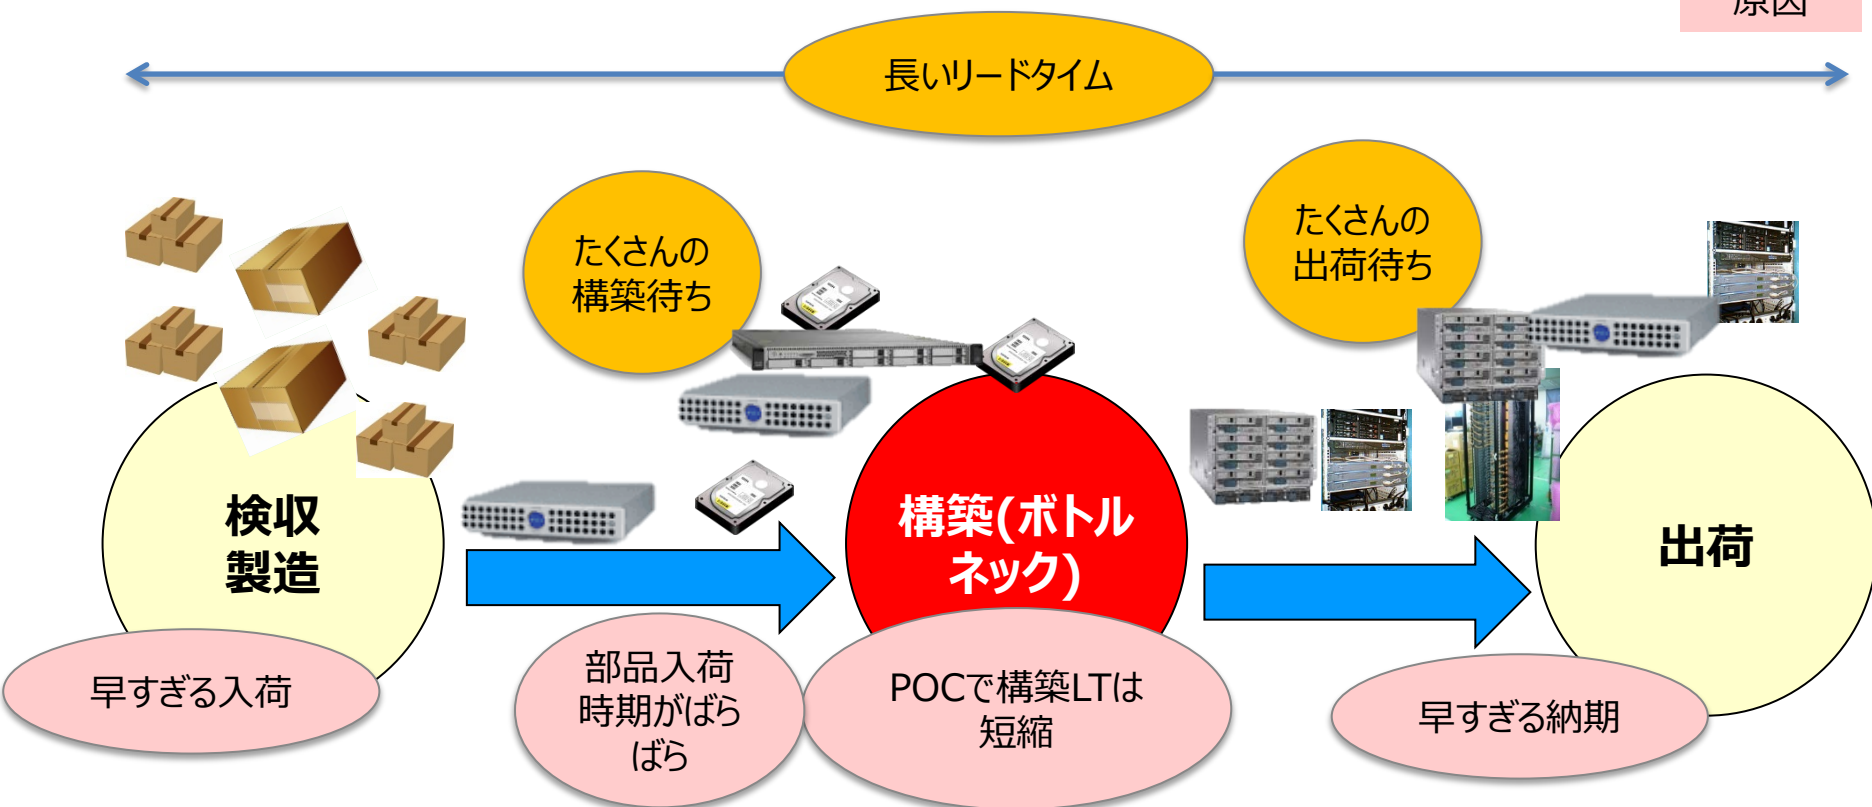 原因
長いリードタイム
たくさんの
構築待ち
たくさんの
出荷待ち
検収
製造
構築(ボトル
ネック)
出荷
早すぎる入荷
部品入荷
時期がばら
ばら
POCで構築LTは
短縮
早すぎる納期